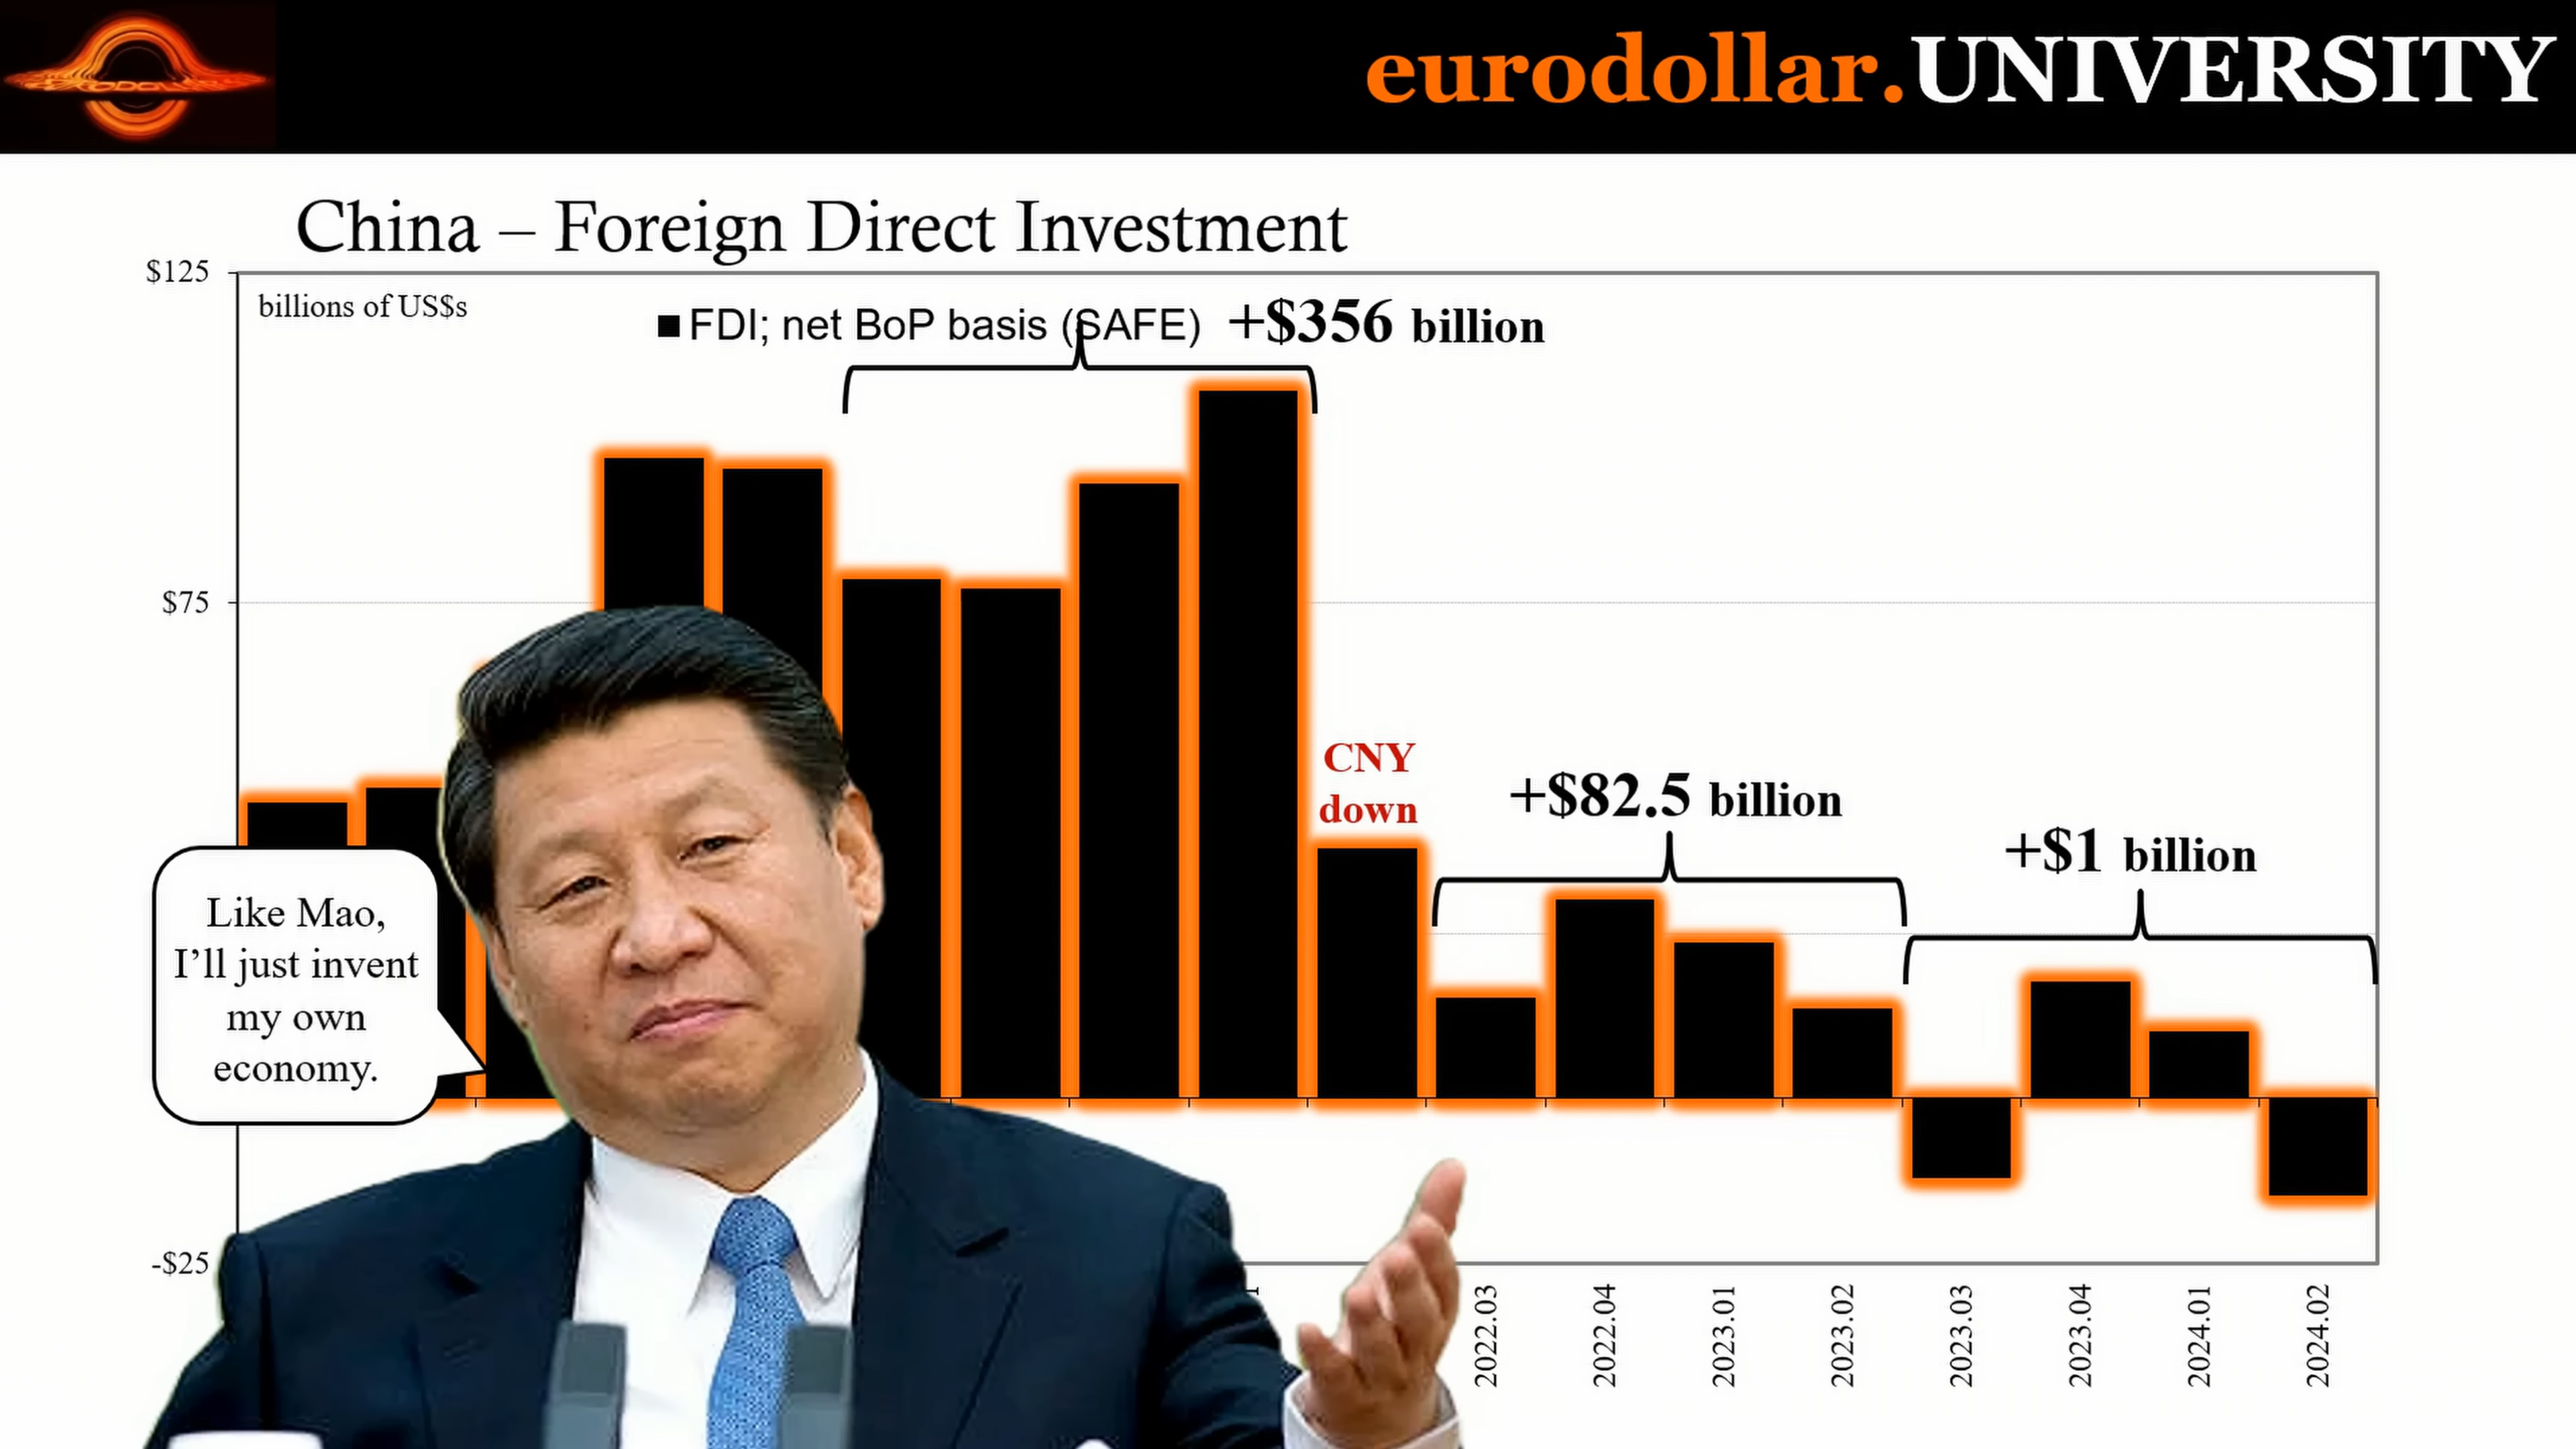 eurodollar.UNIVERSITY
China – Foreign Direct Investment
$125
billions of US$s
FDI; net BoP basis (SAFE)
+$356 billion
$75
CNY
down
+$82.5 billion
+$1 billion
Like Mao,
I’ll just invent
my own
economy.
-$25
2022.03
2022.04
2023.01
2023.02
2023.03
2023.04
2024.01
2024.02